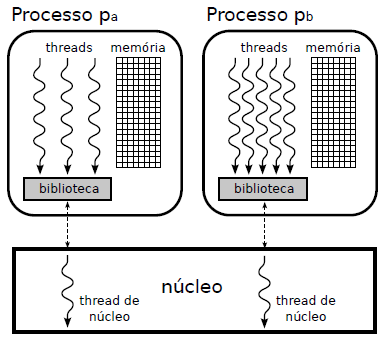 Processo pa
Processo pb
threads memória
threads memória
biblioteca
biblioteca
núcleo
thread de
núcleo
thread de
núcleo